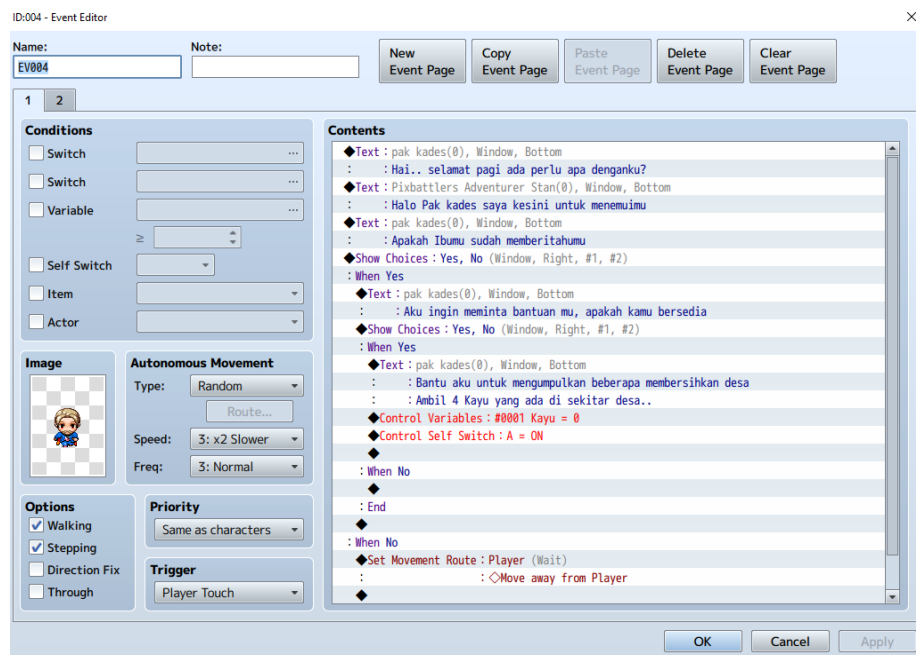 ID:004 - Event Editor
Name:
Note:
EV004
New Event Page
Copy Event Page
Paste Event Page
Delete Event Page
Clear Event Page
1
2
Conditions
Switch
...
Switch
...
Variable
...
≥
Self Switch
Item
Actor
Image
Autonomous Movement
Type: Random
Route...
Speed: 3: x2 Slower
Freq: 3: Normal
Options
Walking
Stepping
Direction Fix
Through
Priority
Same as characters
Trigger
Player Touch
Contents
◆Text : pak kades(0), Window, Bottom
: : Hai.. selamat pagi ada perlu apa denganku?
◆Text : Pixbattlers Adventurer Stan(0), Window, Bottom
: : Halo Pak kades saya kesini untuk menemuimu
◆Text : pak kades(0), Window, Bottom
: : Apakah Ibumu sudah memberitahumu
◆Show Choices : Yes, No (Window, Right, #1, #2)
: When Yes
◆Text : pak kades(0), Window, Bottom
: : Aku ingin meminta bantuan mu, apakah kamu bersedia
◆Show Choices : Yes, No (Window, Right, #1, #2)
: When Yes
◆Text : pak kades(0), Window, Bottom
: : Bantu aku untuk mengumpulkan beberapa membersihkan desa
: : Ambil 4 Kayu yang ada di sekitar desa..
◆Control Variables : #0001 Kayu = 0
◆Control Self Switch : A = ON
◆
: When No
◆
: End
◆
: When No
◆Set Movement Route : Player (Wait)
: : ◇Move away from Player
◆
OK
Cancel
Apply